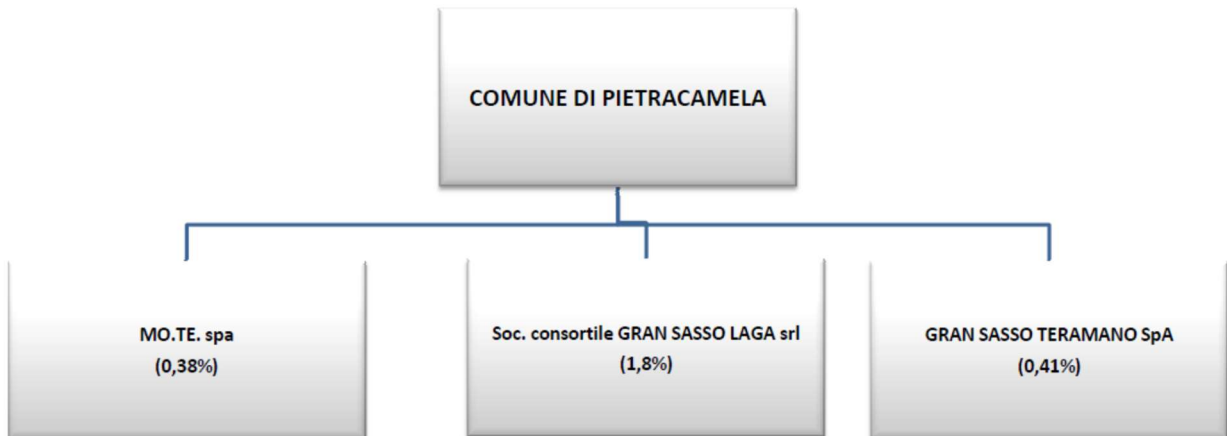 COMUNE DI PIETRACAMELA
MO.TE. spa
(0,38%)
Soc. consortile GRAN SASSO LAGA srl
(1,8%)
GRAN SASSO TERAMANO SpA
(0,41%)